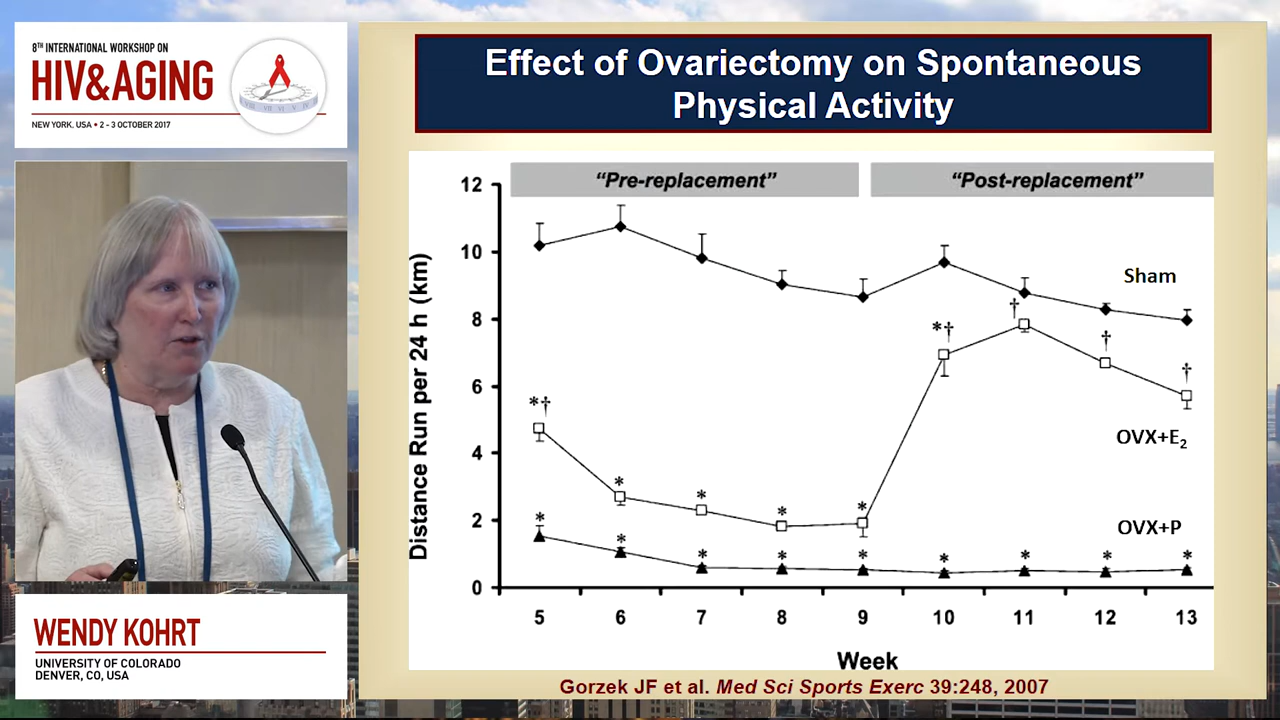 8TH INTERNATIONAL WORKSHOP ON
HIV&AGING
NEW YORK, USA • 2 - 3 OCTOBER 2017
WENDY KOHRT
UNIVERSITY OF COLORADO
DENVER, CO, USA
Effect of Ovariectomy on Spontaneous
Physical Activity
“Pre-replacement”
“Post-replacement”
Distance Run per 24 h (km)
12
10
8
6
4
2
0
Sham
OVX+E₂
OVX+P
*†
*
*
*
*
*†
†
†
†
*
*
*
*
*
*
*
*
*
5 6 7 8 9 10 11 12 13
Week
Gorzek JF et al. Med Sci Sports Exerc 39:248, 2007